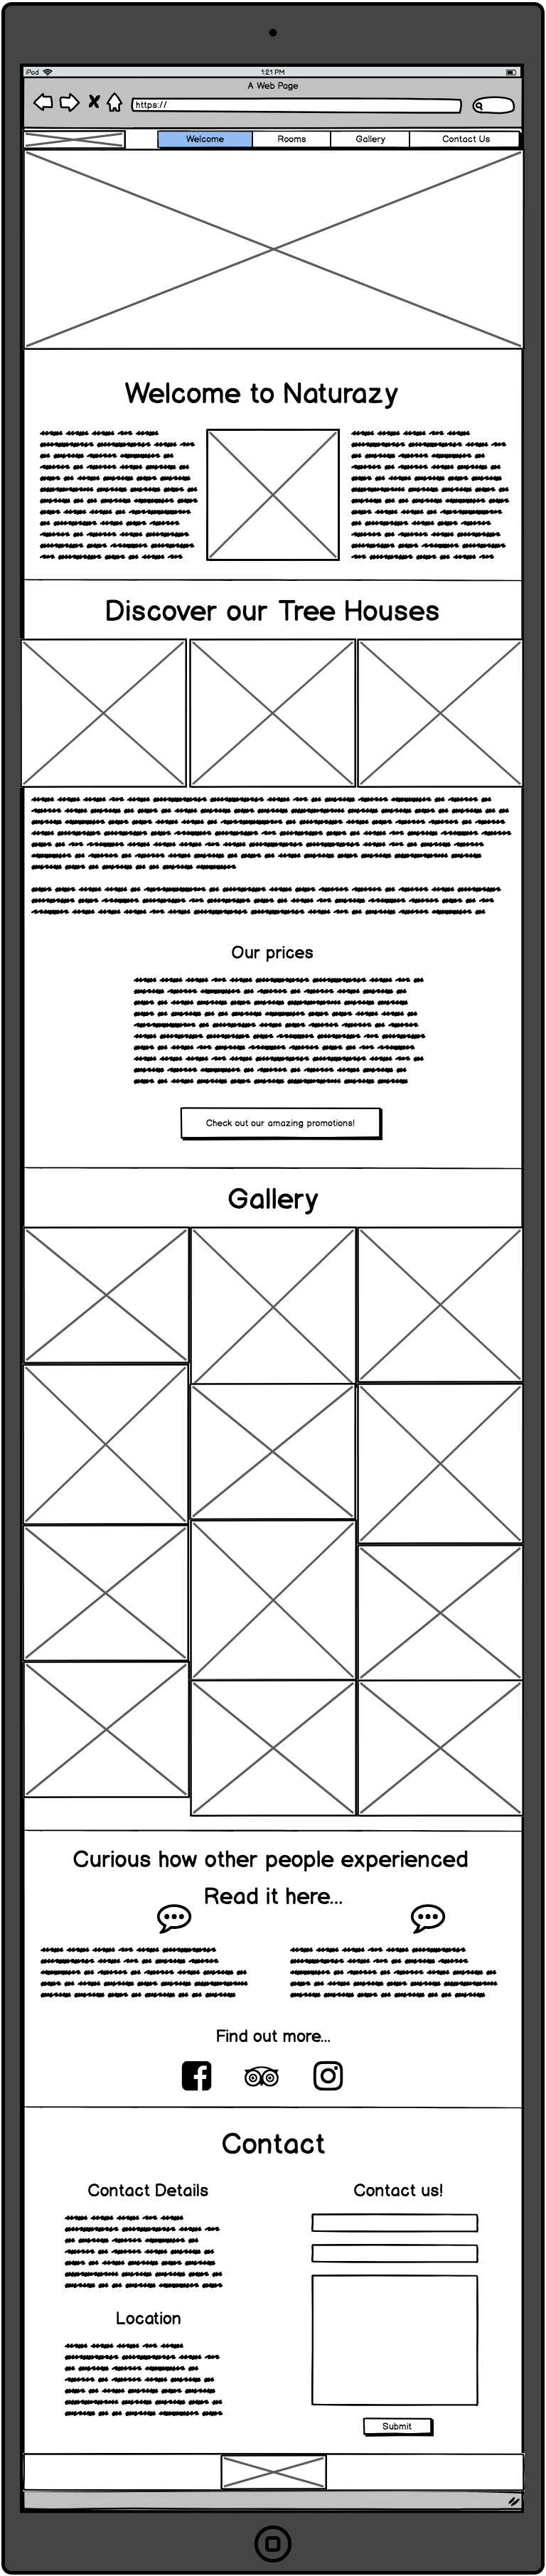 iPad
1:21 PM
A Web Page
https://
Welcome
Rooms
Gallery
Contact Us
Welcome to Naturazy
Discover our Tree Houses
Our prices
Check out our amazing promotions!
Gallery
Curious how other people experienced
Read it here...
Find out more...
Contact
Contact Details
Contact us!
Location
Submit